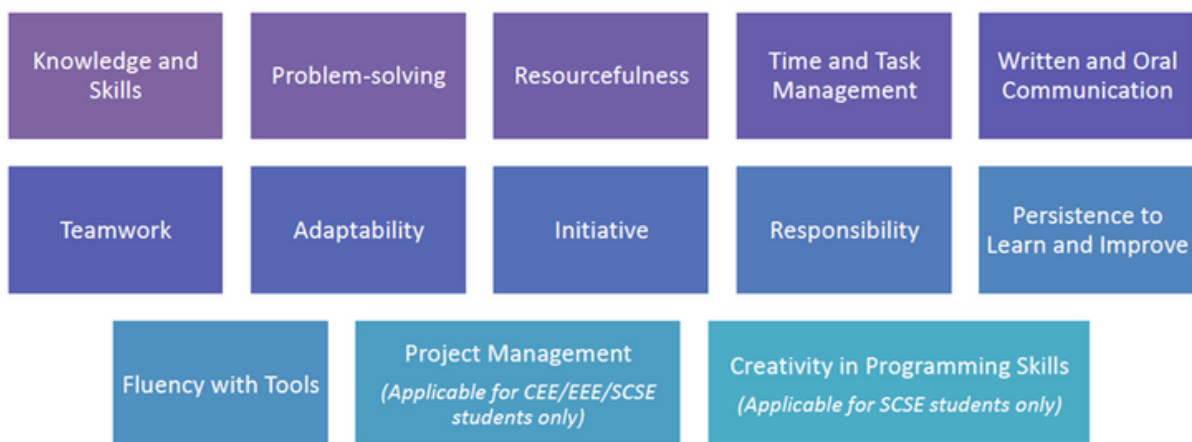 Knowledge and
Skills
Problem-solving
Resourcefulness
Time and Task
Management
Written and Oral
Communication
Teamwork
Adaptability
Initiative
Responsibility
Persistence to
Learn and Improve
Fluency with Tools
Project Management
(Applicable for CEE/EEE/SCSE
students only)
Creativity in Programming Skills
(Applicable for SCSE students only)